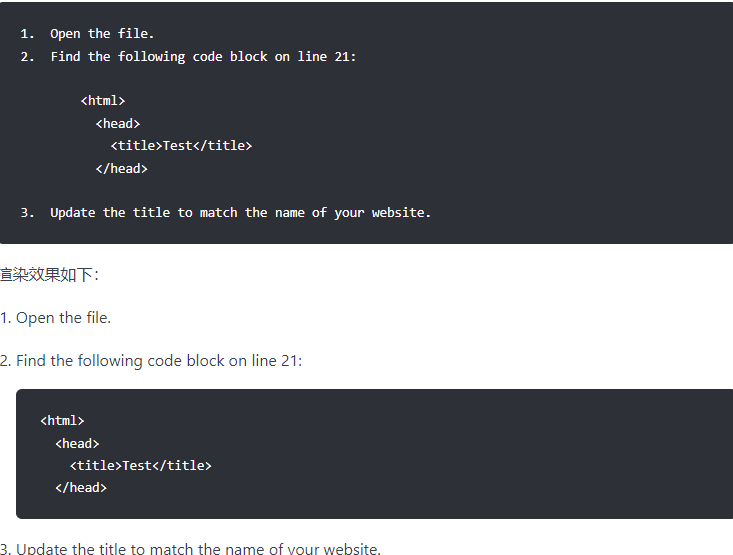 1.  Open the file.
2.  Find the following code block on line 21:
        <html>
          <head>
            <title>Test</title>
          </head>
3.  Update the title to match the name of your website.
渲染效果如下：
1. Open the file.
2. Find the following code block on line 21:
<html>
  <head>
    <title>Test</title>
  </head>
3. Update the title to match the name of your website.